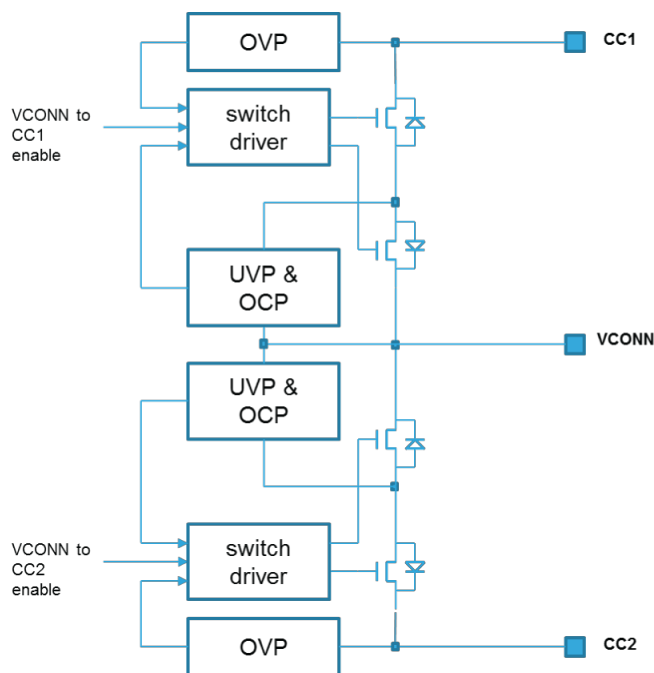 OVP
CC1
VCONN to
CC1
enable
switch
driver
UVP &
OCP
VCONN
UVP &
OCP
VCONN to
CC2
enable
switch
driver
OVP
CC2